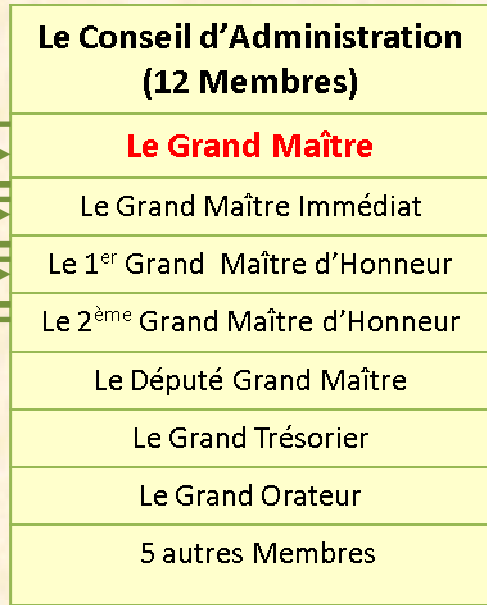 Le Conseil d’Administration
(12 Membres)
Le Grand Maître
Le Grand Maître Immédiat
Le 1er Grand Maître d’Honneur
Le 2ème Grand Maître d’Honneur
Le Député Grand Maître
Le Grand Trésorier
Le Grand Orateur
5 autres Membres